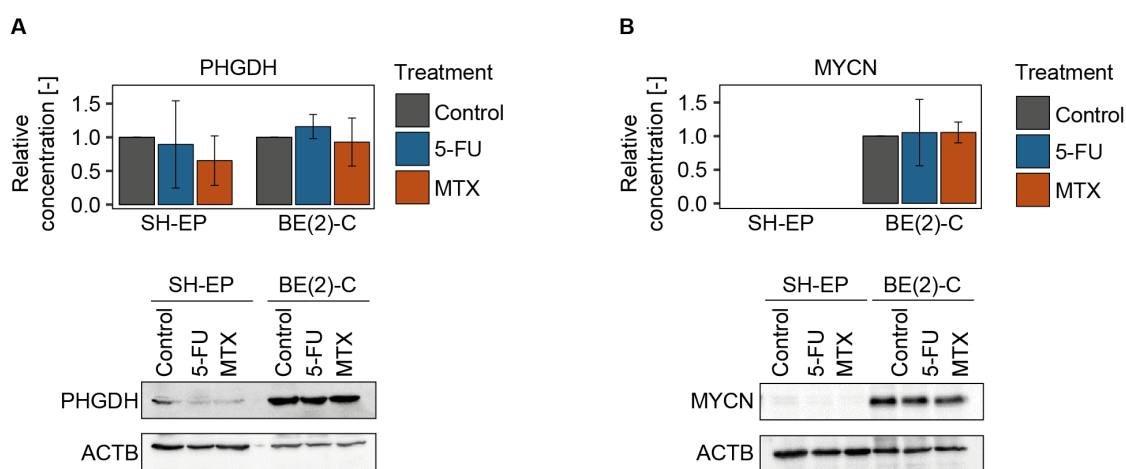 A
PHGDH
Relative
concentration [-]
1.5
1.0
0.5
0.0
SH-EP
BE(2)-C
Treatment
Control
5-FU
MTX
SH-EP
BE(2)-C
Control
5-FU
MTX
Control
5-FU
MTX
PHGDH
ACTB
B
MYCN
Relative
concentration [-]
1.5
1.0
0.5
0.0
SH-EP
BE(2)-C
Treatment
Control
5-FU
MTX
SH-EP
BE(2)-C
Control
5-FU
MTX
Control
5-FU
MTX
MYCN
ACTB